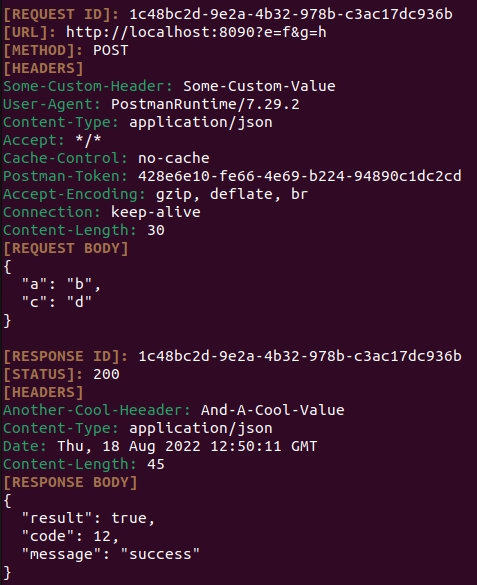 [REQUEST ID]: 1c48bc2d-9e2a-4b32-978b-c3ac17dc936b
[URL]: http://localhost:8090?e=f&g=h
[METHOD]: POST
[HEADERS]
Some-Custom-Header: Some-Custom-Value
User-Agent: PostmanRuntime/7.29.2
Content-Type: application/json
Accept: */*
Cache-Control: no-cache
Postman-Token: 428e6e10-fe66-4e69-b224-94890c1dc2cd
Accept-Encoding: gzip, deflate, br
Connection: keep-alive
Content-Length: 30
[REQUEST BODY]
{
  "a": "b",
  "c": "d"
}

[RESPONSE ID]: 1c48bc2d-9e2a-4b32-978b-c3ac17dc936b
[STATUS]: 200
[HEADERS]
Another-Cool-Heeader: And-A-Cool-Value
Content-Type: application/json
Date: Thu, 18 Aug 2022 12:50:11 GMT
Content-Length: 45
[RESPONSE BODY]
{
  "result": true,
  "code": 12,
  "message": "success"
}